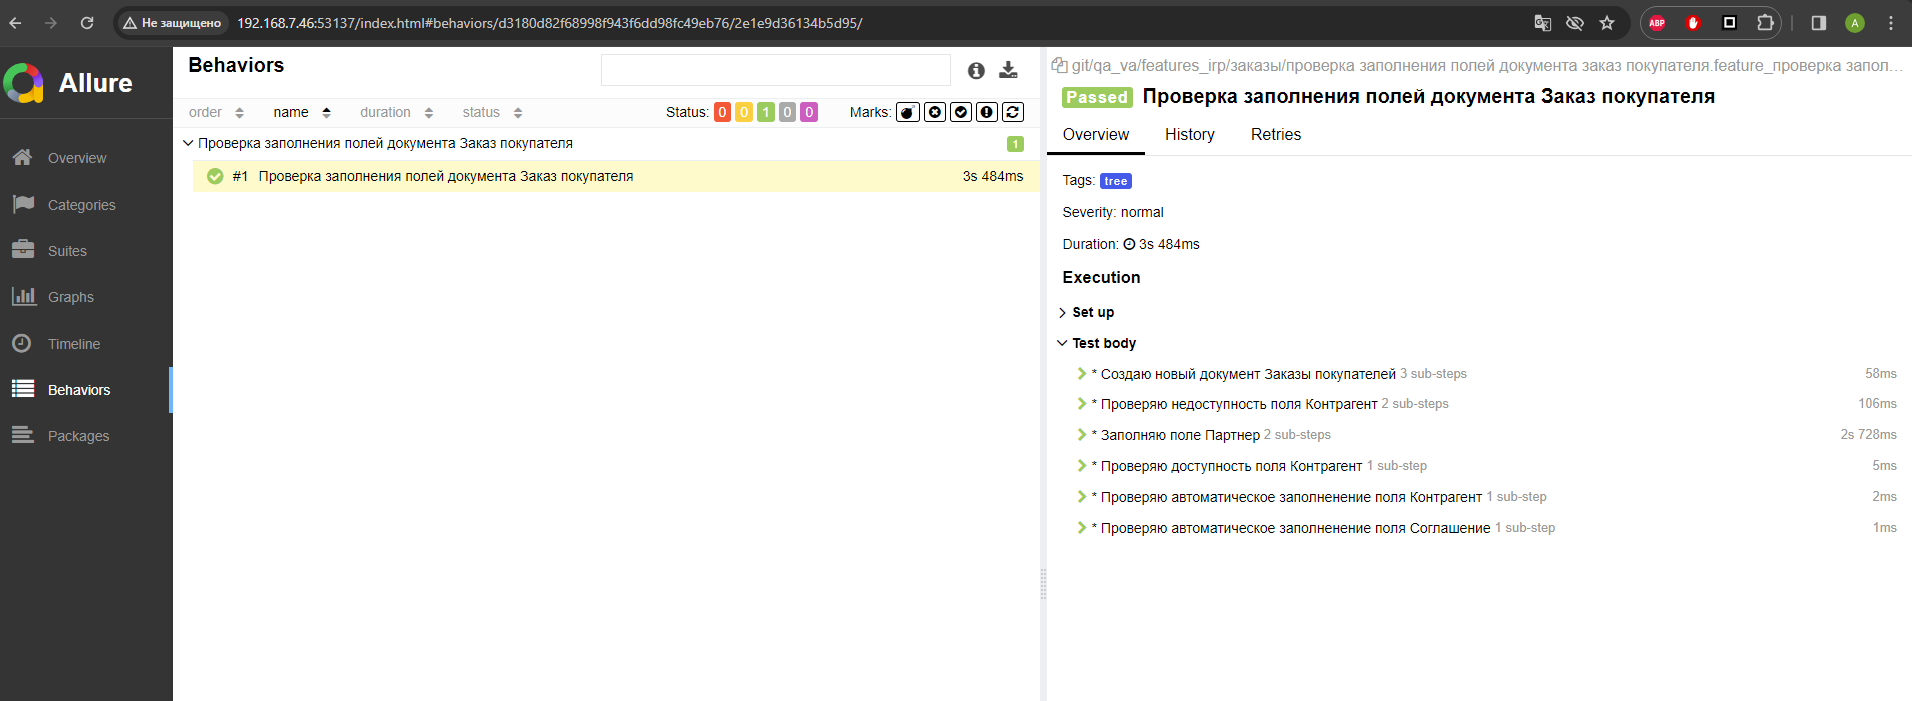 Не защищено 192.168.7.46:53137/index.html#behaviors/d3180d82f68998f943f6dd98fc49eb76/2e1e9d36134b5d95/ ABP A
Allure
Overview
Categories
Suites
Graphs
Timeline
Behaviors
Packages
Behaviors
order name duration status Status: 0 0 1 0 0 Marks:
Проверка заполнения полей документа Заказ покупателя 1
#1 Проверка заполнения полей документа Заказ покупателя 3s 484ms
git/qa_va/features_irp/заказы/проверка заполнения полей документа заказ покупателя.feature_проверка запол...
Passed Проверка заполнения полей документа Заказ покупателя
Overview History Retries
Tags: tree
Severity: normal
Duration: 3s 484ms
Execution
Set up
Test body
* Создаю новый документ Заказы покупателей 3 sub-steps 58ms
* Проверяю недоступность поля Контрагент 2 sub-steps 106ms
* Заполняю поле Партнер 2 sub-steps 2s 728ms
* Проверяю доступность поля Контрагент 1 sub-step 5ms
* Проверяю автоматическое заполненение поля Контрагент 1 sub-step 2ms
* Проверяю автоматическое заполненение поля Соглашение 1 sub-step 1ms